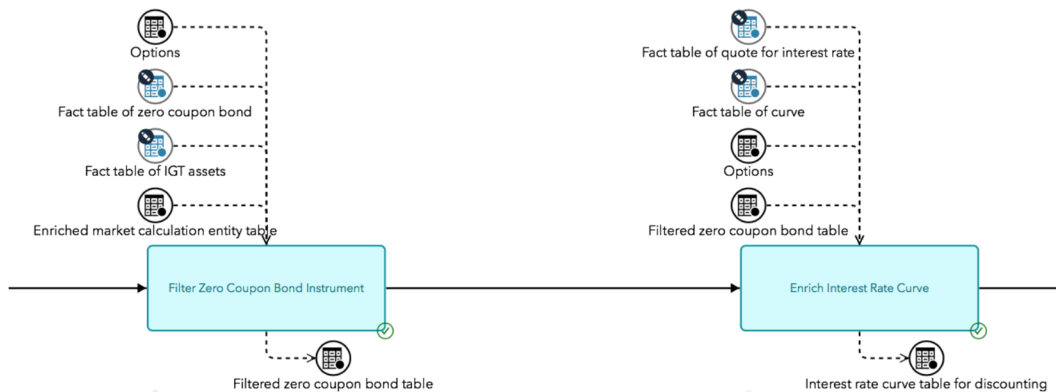 Options
Fact table of zero coupon bond
Fact table of IGT assets
Enriched market calculation entity table
Filter Zero Coupon Bond Instrument
Filtered zero coupon bond table
Fact table of quote for interest rate
Fact table of curve
Options
Filtered zero coupon bond table
Enrich Interest Rate Curve
Interest rate curve table for discounting